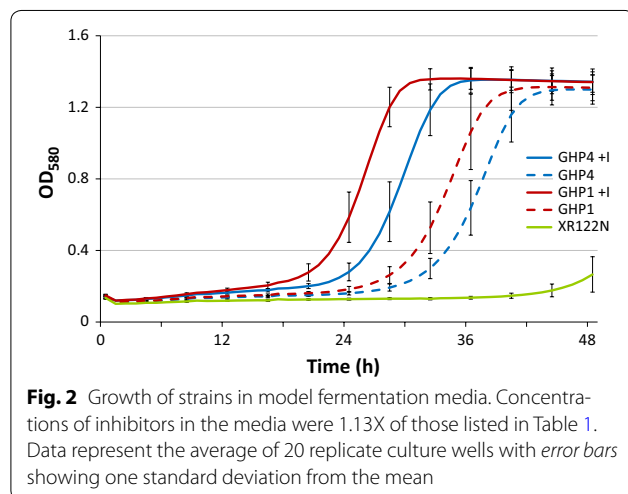 1.6
1.2
0.8
0.4
0
OD580
GHP4 +I
GHP4
GHP1 +I
GHP1
XR122N
0 12 24 36 48
Time (h)
Fig. 2 Growth of strains in model fermentation media. Concentra-
tions of inhibitors in the media were 1.13X of those listed in Table 1.
Data represent the average of 20 replicate culture wells with error bars
showing one standard deviation from the mean